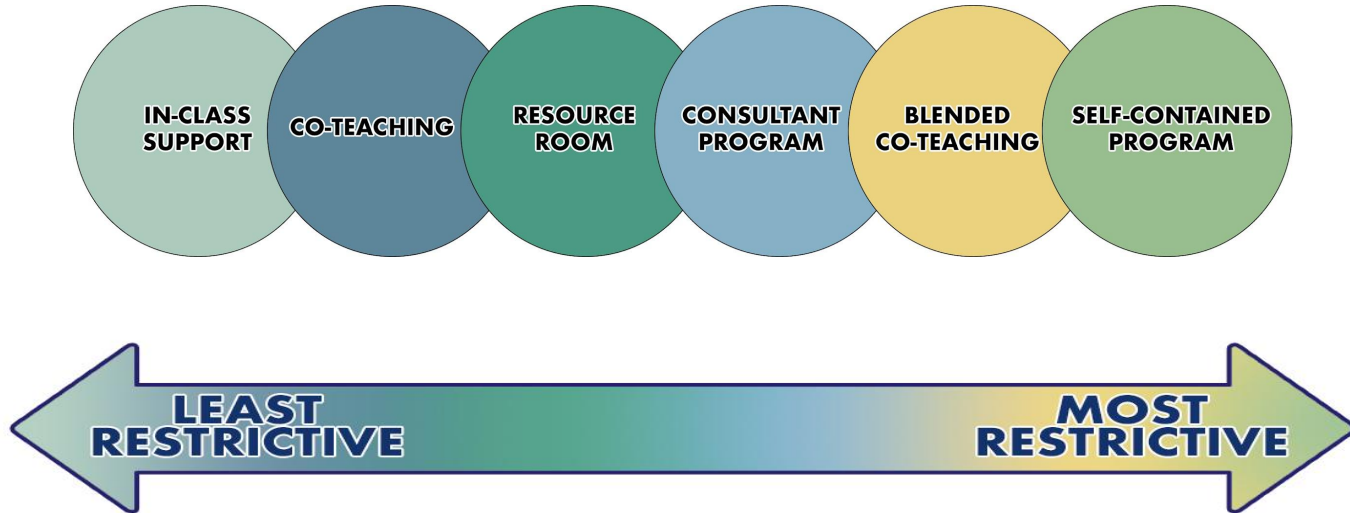 IN-CLASS
SUPPORT
CO-TEACHING
RESOURCE
ROOM
CONSULTANT
PROGRAM
BLENDED
CO-TEACHING
SELF-CONTAINED
PROGRAM
LEAST
RESTRICTIVE
MOST
RESTRICTIVE